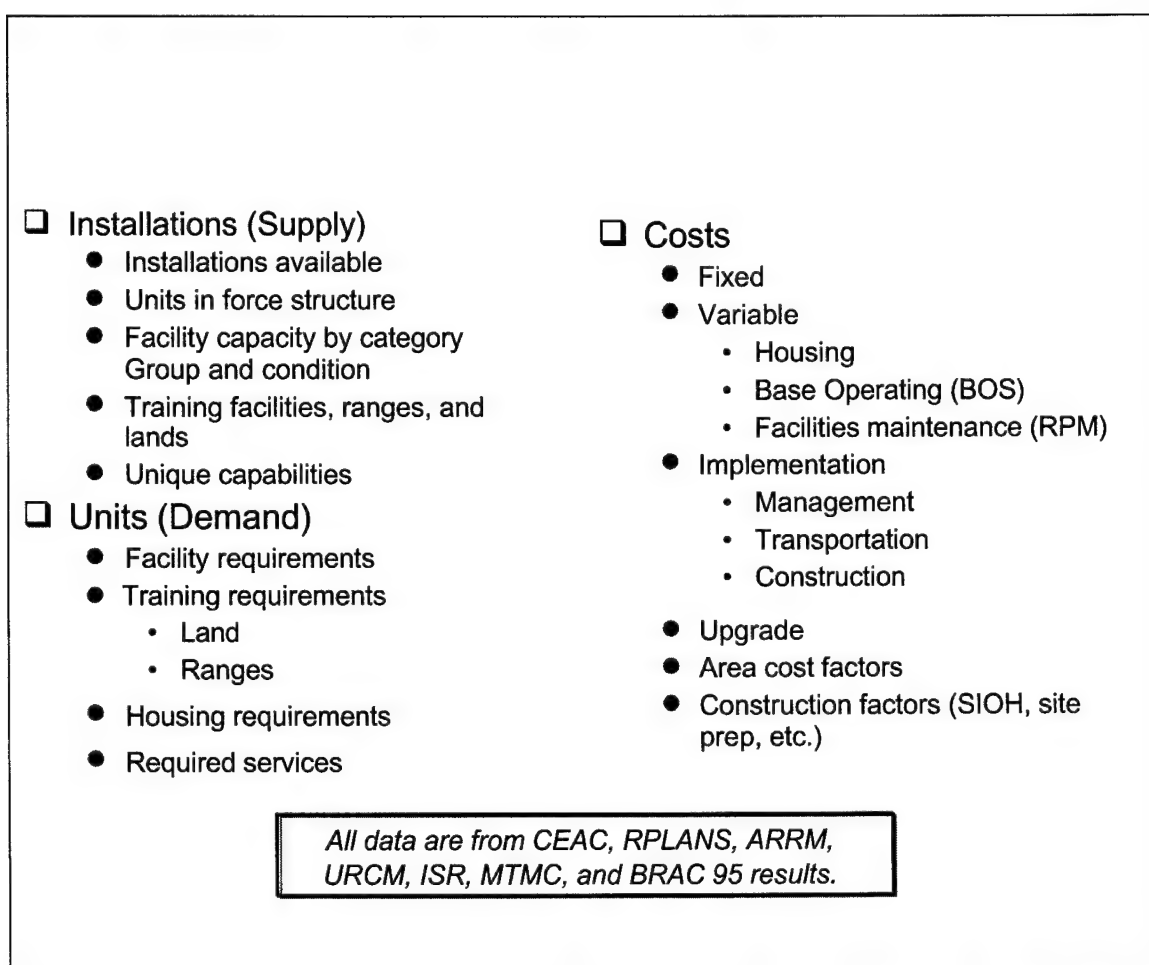 Installations (Supply)
Installations available
Units in force structure
Facility capacity by category
Group and condition
Training facilities, ranges, and
lands
Unique capabilities
Units (Demand)
Facility requirements
Training requirements
Land
Ranges
Housing requirements
Required services
Costs
Fixed
Variable
Housing
Base Operating (BOS)
Facilities maintenance (RPM)
Implementation
Management
Transportation
Construction
Upgrade
Area cost factors
Construction factors (SIOH, site
prep, etc.)
All data are from CEAC, RPLANS, ARRM,
URCM, ISR, MTMC, and BRAC 95 results.